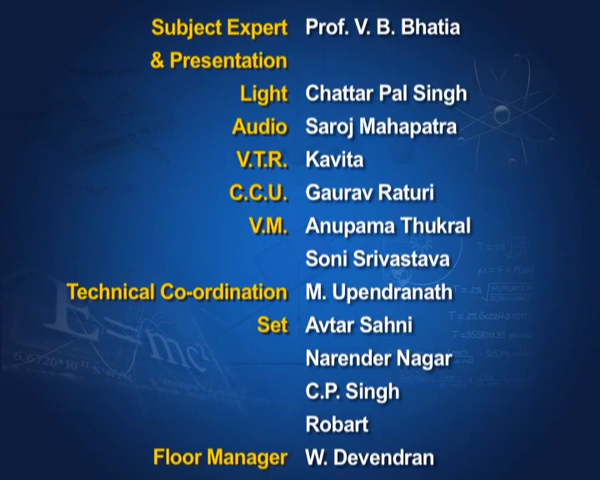 Subject Expert Prof. V. B. Bhatia
& Presentation
Light Chattar Pal Singh
Audio Saroj Mahapatra
V.T.R. Kavita
C.C.U. Gaurav Raturi
V.M. Anupama Thukral
Soni Srivastava
Technical Co-ordination M. Upendranath
Set Avtar Sahni
Narender Nagar
C.P. Singh
Robart
Floor Manager W. Devendran
E=mc²